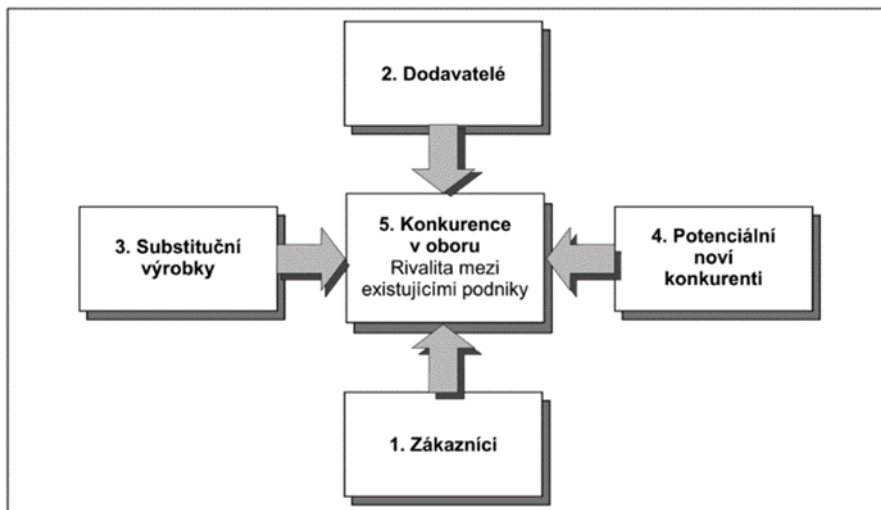 2. Dodavatelé
3. Substituční
výrobky
5. Konkurence
v oboru
Rivalita mezi
existujícími podniky
4. Potenciální
noví
konkurenti
1. Zákazníci